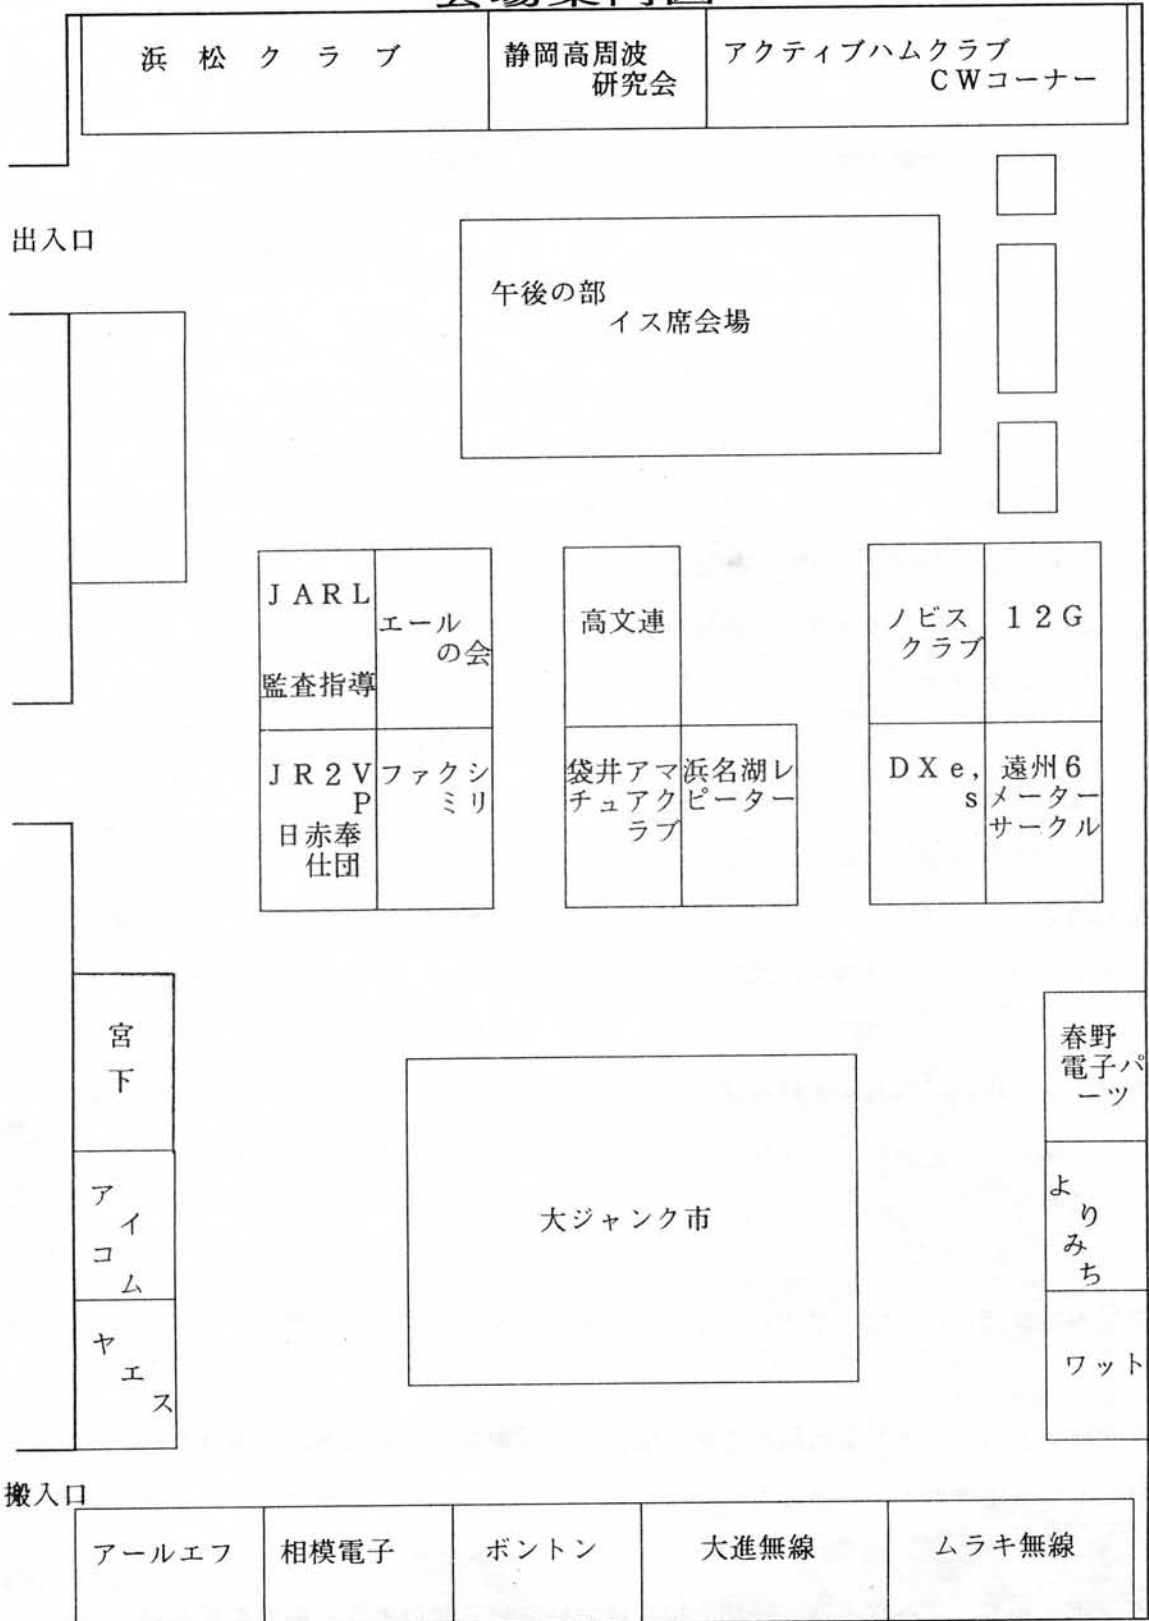 会場案内図
浜松クラブ
静岡高周波
研究会
アクティブハムクラブ
CWコーナー
出入口
午後の部
イス席会場
JARL
監査指導
エール
の会
高文連
ノビス
クラブ
12G
JR2V
P
日赤奉
仕団
ファクシ
ミリ
袋井アマ
チュアク
ラブ
浜名湖レ
ピーター
DXe,
s
遠州6
メーター
サークル
宮
下
春野
電子パ
ーツ
アイコム
大ジャンク市
よりみち
ヤエス
ワット
搬入口
アールエフ
相模電子
ボントン
大進無線
ムラキ無線